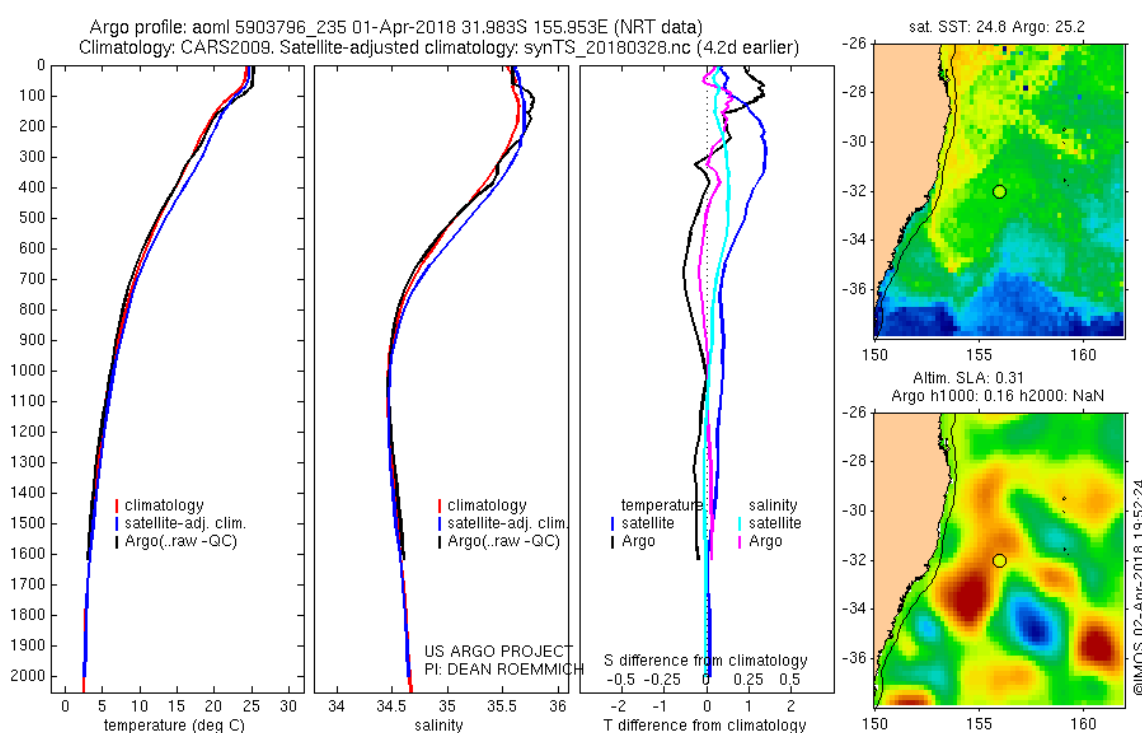 Argo profile: aoml 5903796_235 01-Apr-2018 31.983S 155.953E (NRT data)
Climatology: CARS2009. Satellite-adjusted climatology: synTS_20180328.nc (4.2d earlier)
0
100
200
300
400
500
600
700
800
900
1000
1100
1200
1300
1400
1500
1600
1700
1800
1900
2000
climatology
satellite-adj. clim.
Argo(..raw -QC)
0 5 10 15 20 25 30
temperature (deg C)
climatology
satellite-adj. clim.
Argo(..raw -QC)
US ARGO PROJECT
PI: DEAN ROEMMICH
34 34.5 35 35.5 36
salinity
temperature salinity
satellite satellite
Argo Argo
S difference from climatology
-0.5 -0.25 0 0.25 0.5
-2 -1 0 1 2
T difference from climatology
sat. SST: 24.8 Argo: 25.2
-26
-28
-30
-32
-34
-36
150 155 160
Altim. SLA: 0.31
Argo h1000: 0.16 h2000: NaN
-26
-28
-30
-32
-34
-36
150 155 160
©IMOS 02-Apr-2018 19:52:24